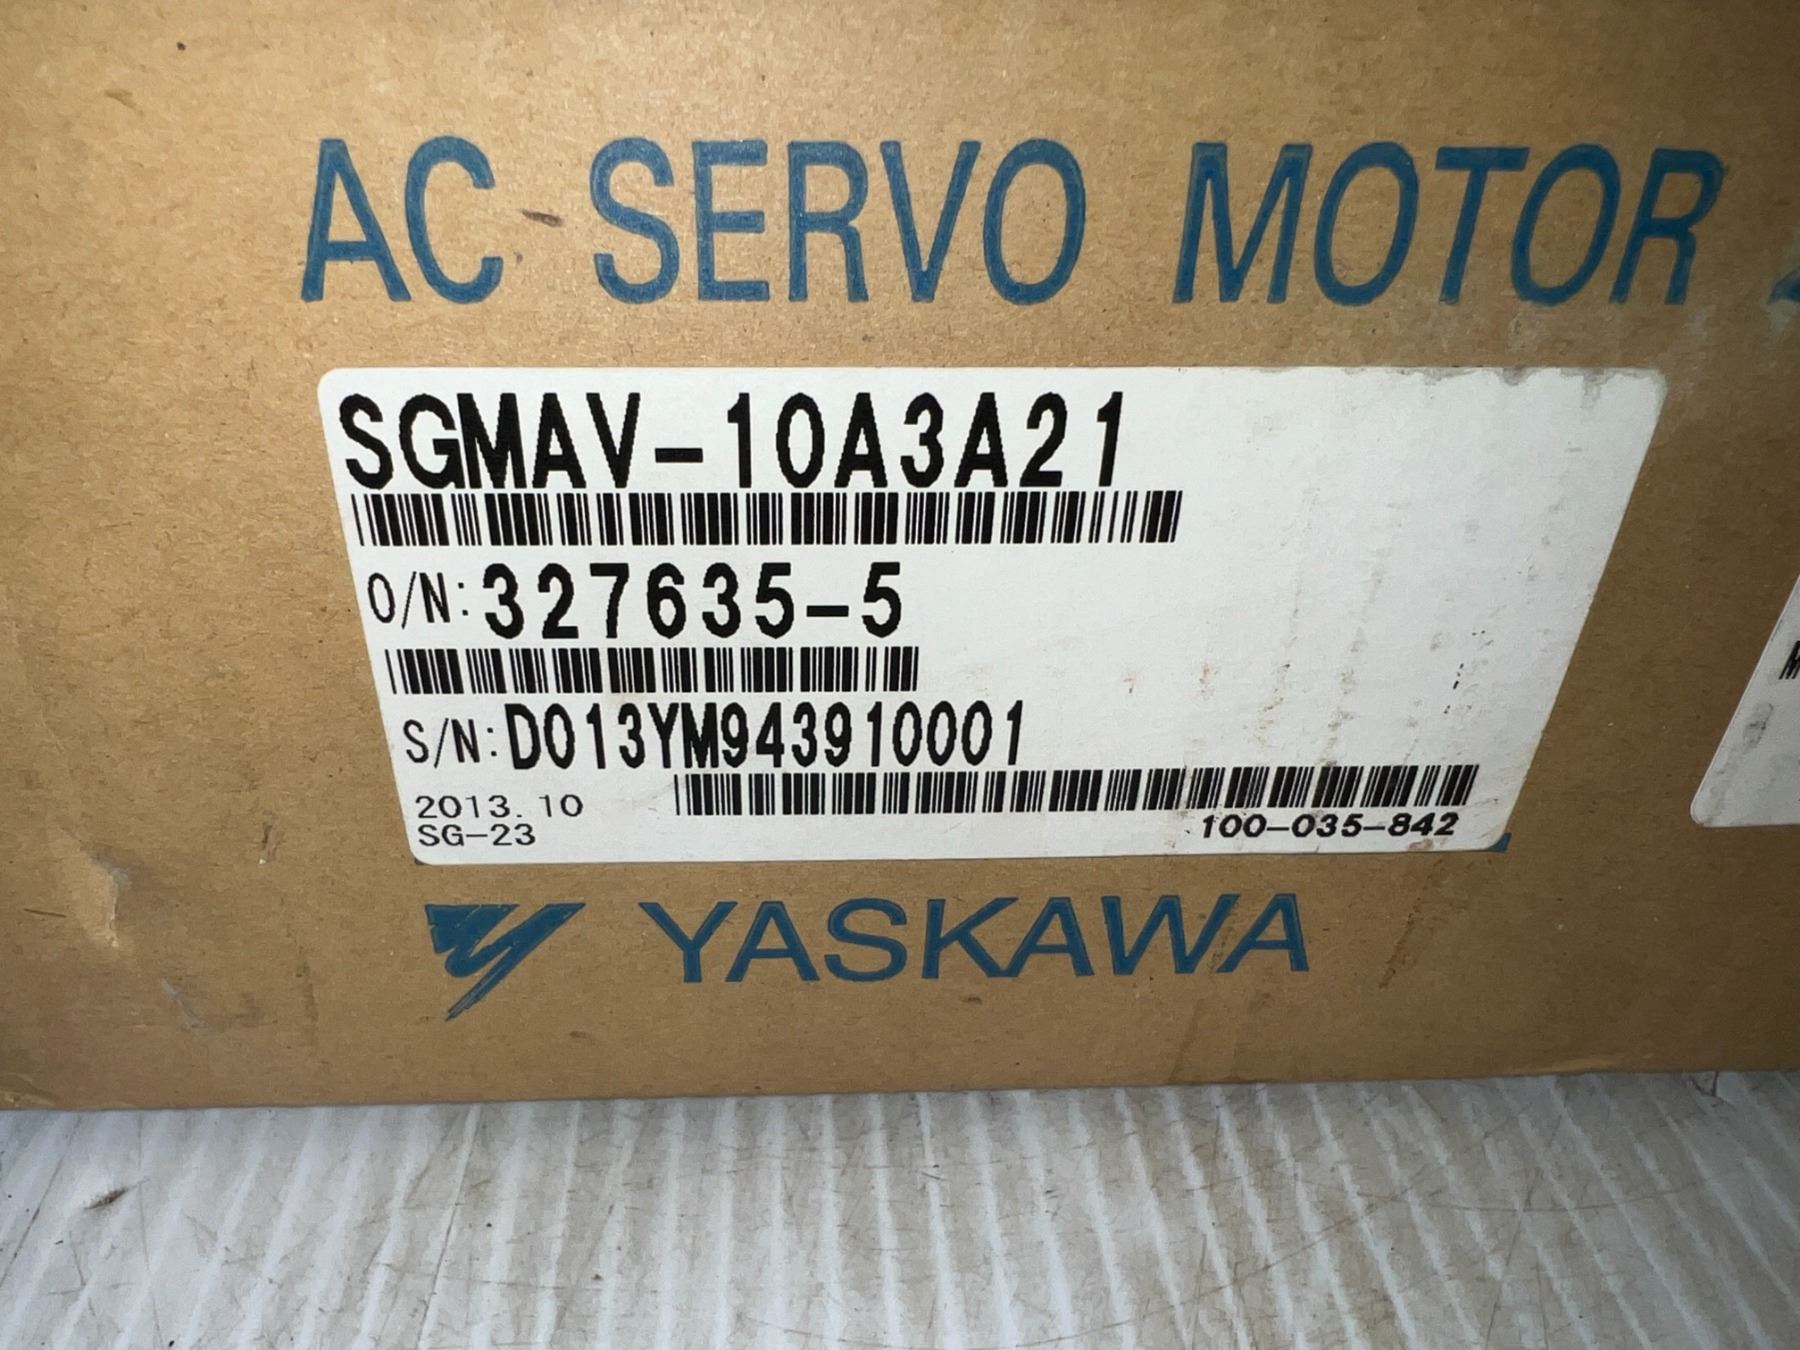 AC SERVO MOTOR
SGMAV-10A3A21
O/N: 327635-5
S/N: D013YM943910001
2013.10
SG-23
100-035-842
YASKAWA